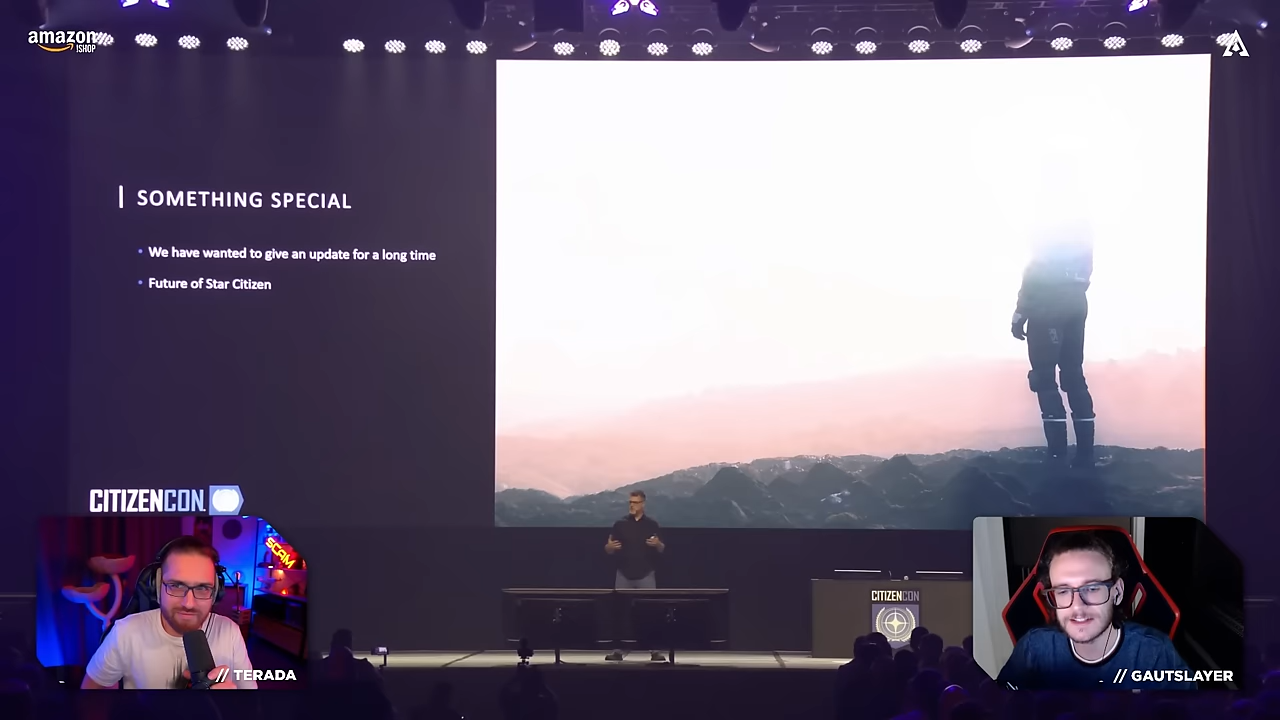 amazon
!SHOP
SOMETHING SPECIAL
• We have wanted to give an update for a long time
• Future of Star Citizen
CITIZENCON
SCAM
CITIZENCON
// TERADA
// GAUTSLAYER